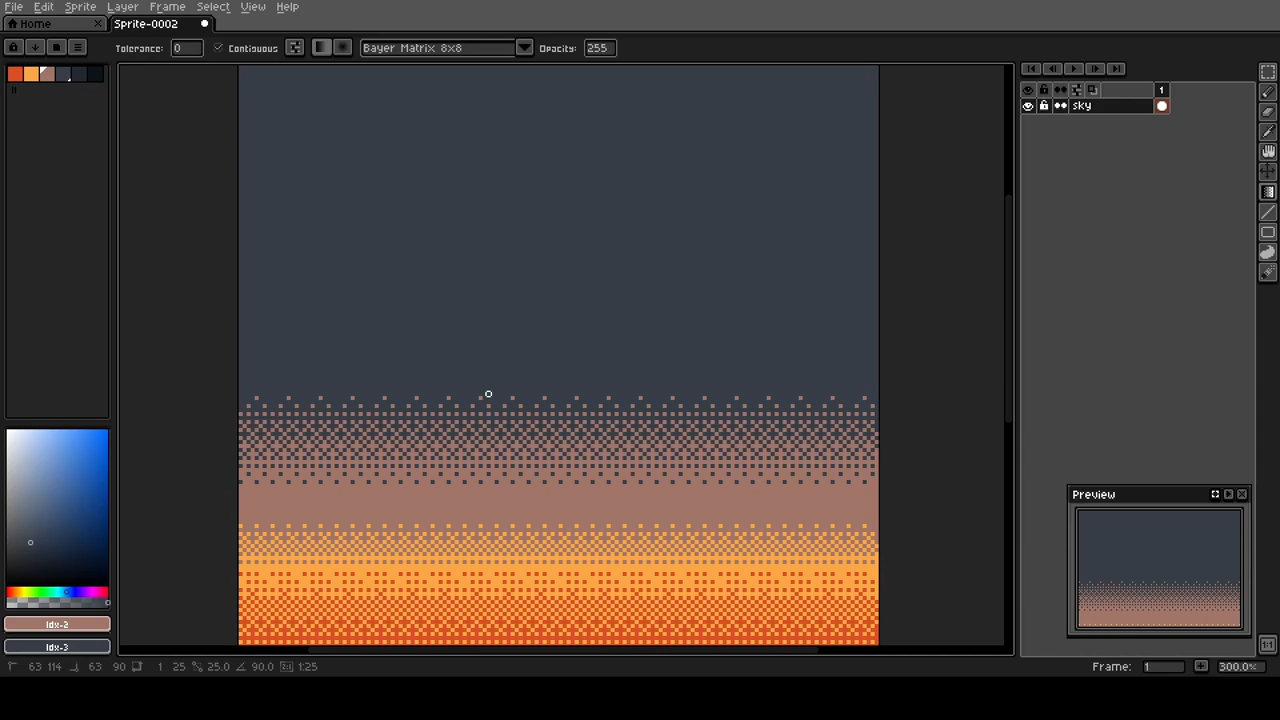 File Edit Sprite Layer Frame Select View Help
Home Sprite-0002
Tolerance: 0 Contiguous Bayer Matrix 8x8 Opacity: 255
1
sky
Preview
Idx-2
Idx-3
63 114 63 90 1 25 25.0 90.0 1:25 Frame: 1 300.0%